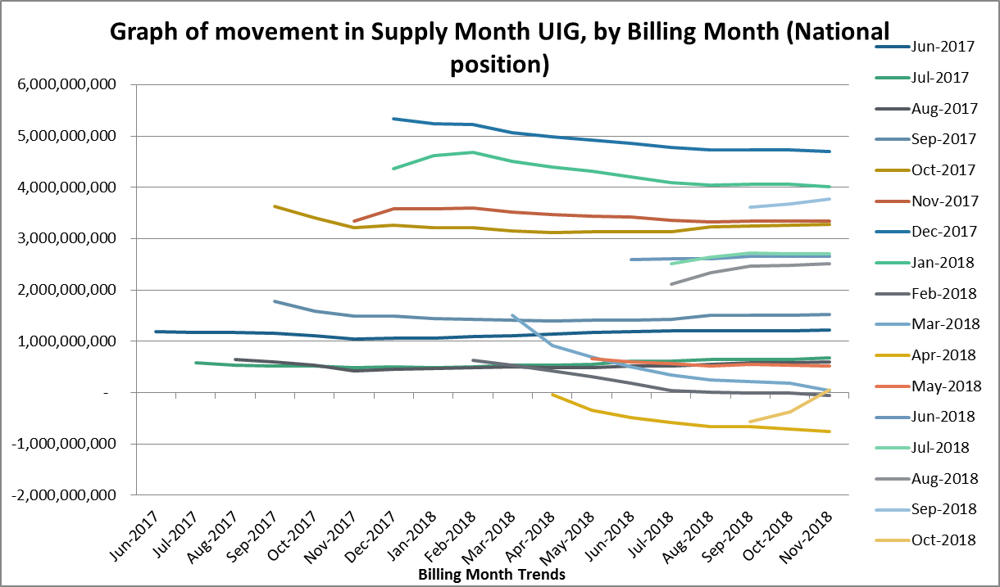 Graph of movement in Supply Month UIG, by Billing Month (National
position)
6,000,000,000
5,000,000,000
4,000,000,000
3,000,000,000
2,000,000,000
1,000,000,000
-
-1,000,000,000
-2,000,000,000
Jun-2017
Jul-2017
Aug-2017
Sep-2017
Oct-2017
Nov-2017
Dec-2017
Jan-2018
Feb-2018
Mar-2018
Apr-2018
May-2018
Jun-2018
Jul-2018
Aug-2018
Sep-2018
Oct-2018
Nov-2018
Billing Month Trends
Jun-2017
Jul-2017
Aug-2017
Sep-2017
Oct-2017
Nov-2017
Dec-2017
Jan-2018
Feb-2018
Mar-2018
Apr-2018
May-2018
Jun-2018
Jul-2018
Aug-2018
Sep-2018
Oct-2018